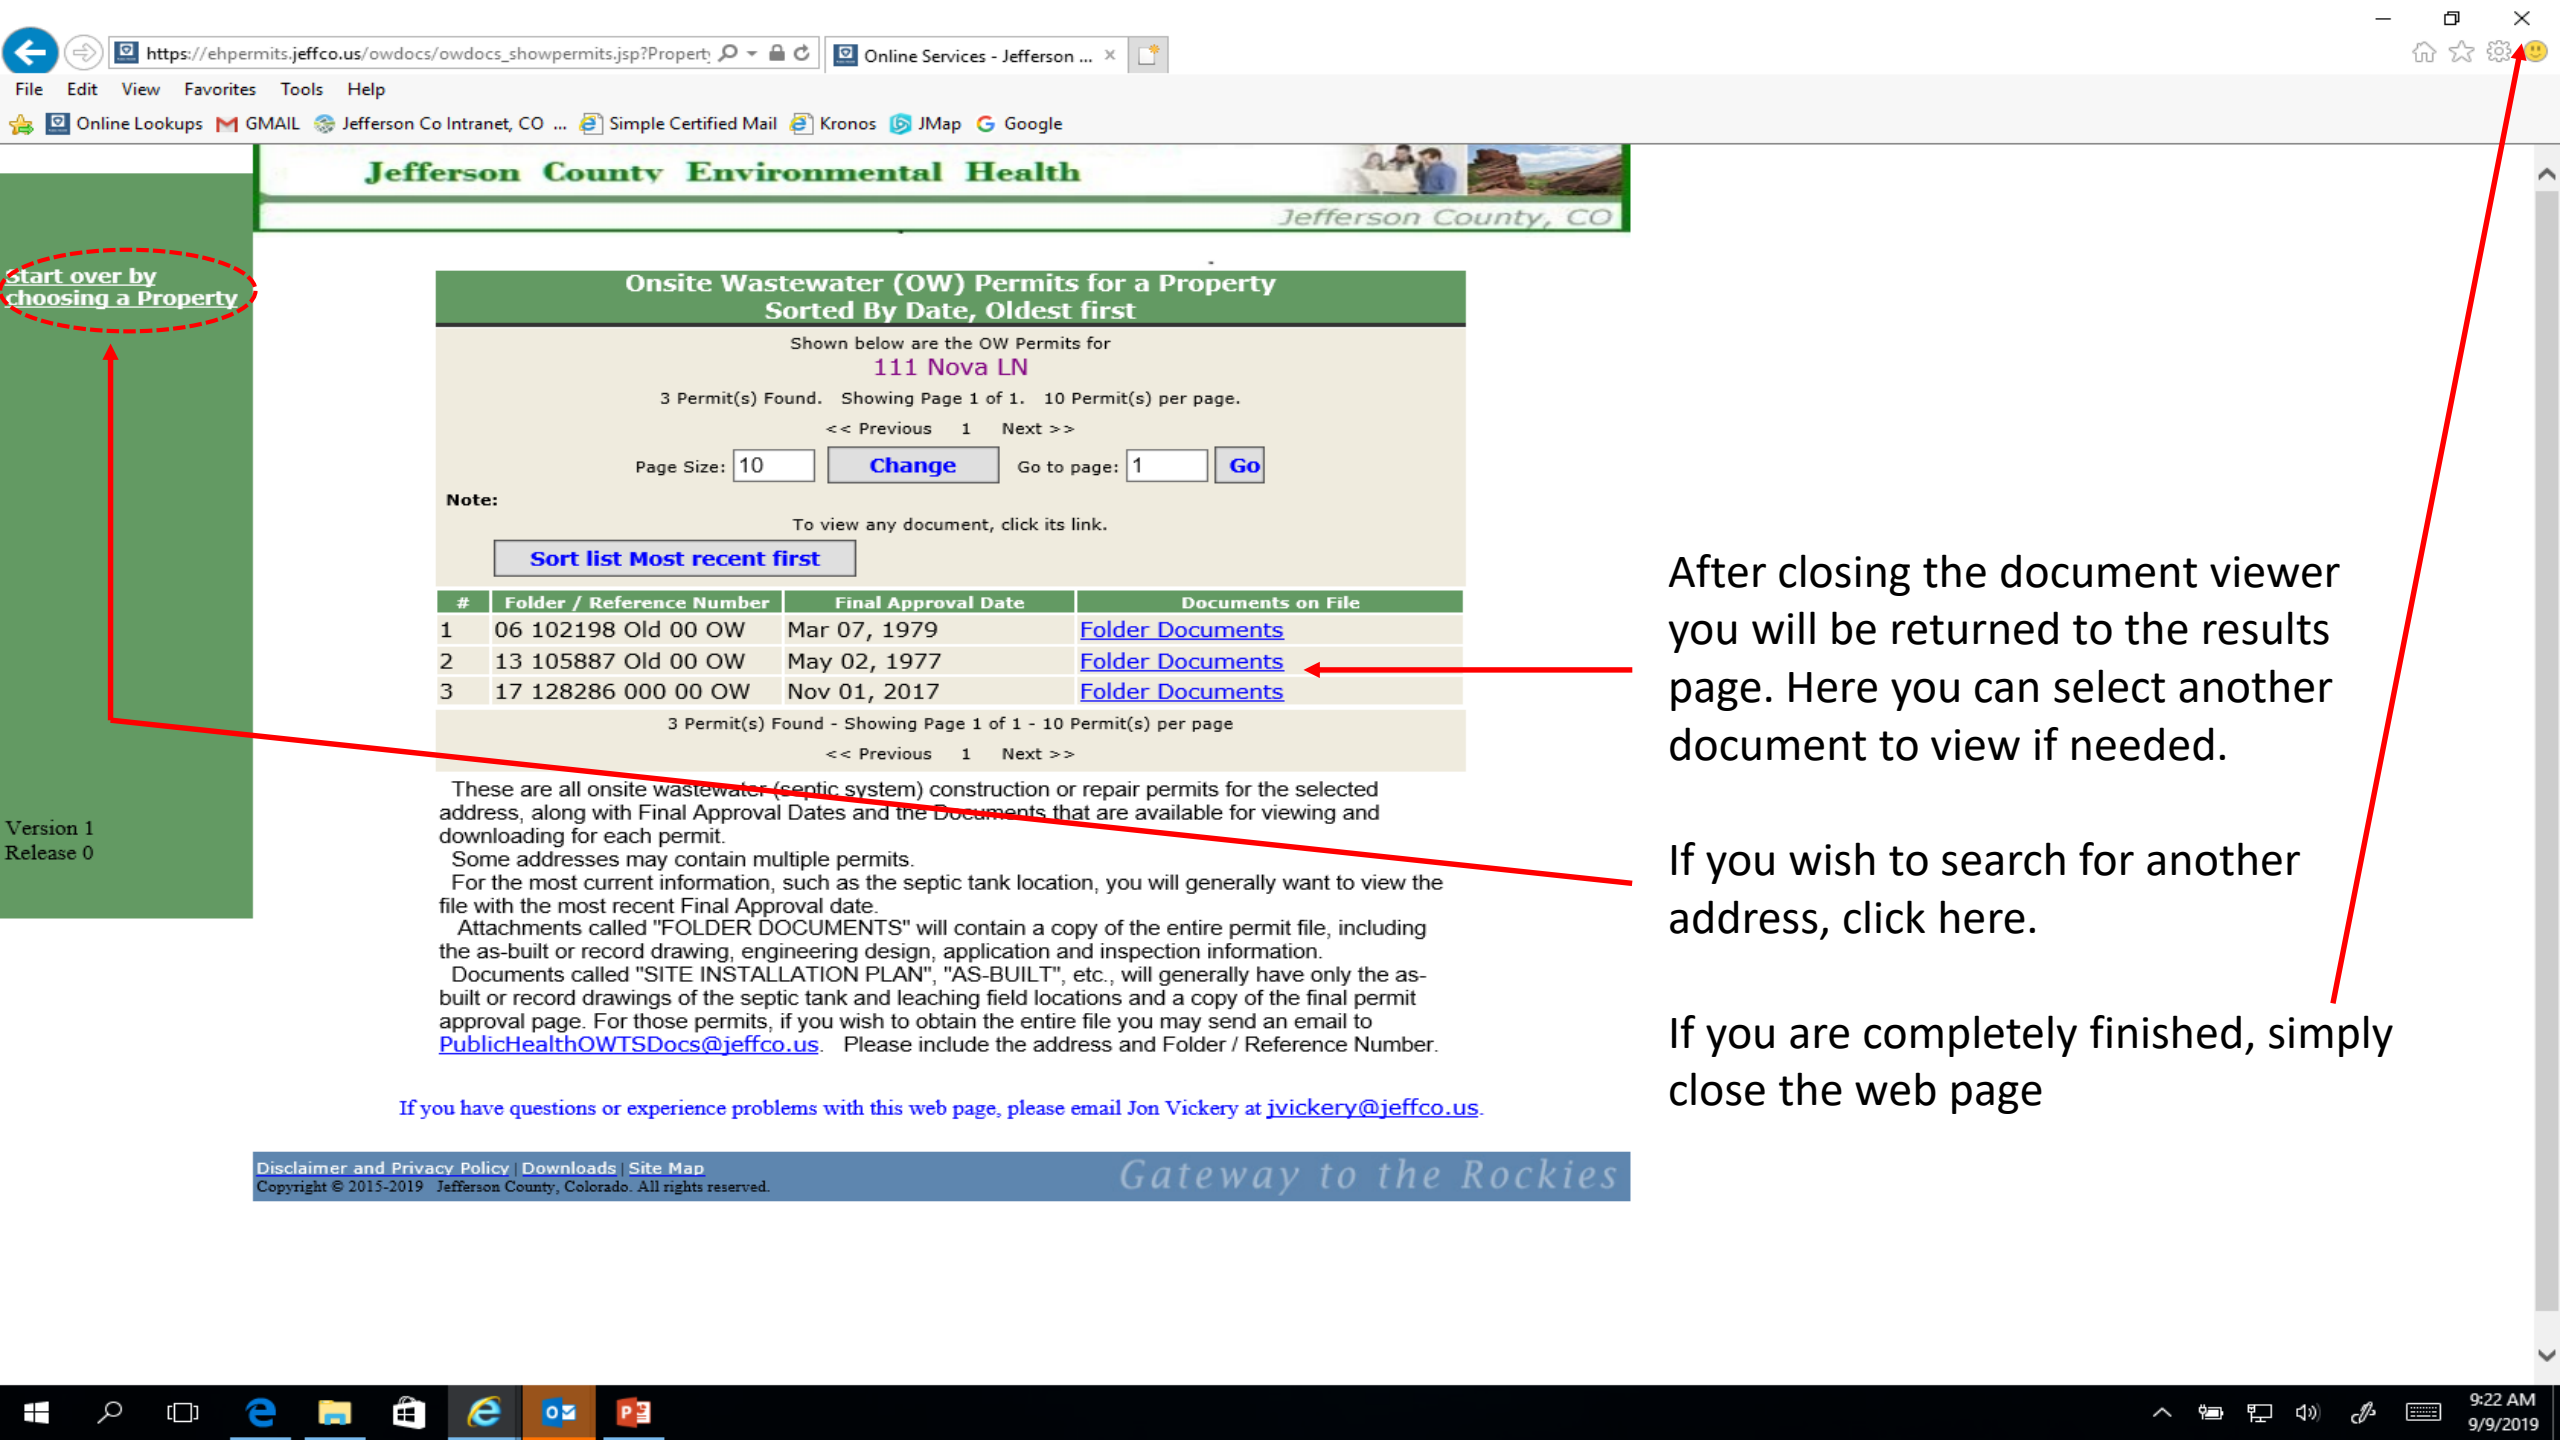 https://ehpermits.jeffco.us/owdocs/owdocs_showpermits.jsp?Property
Online Services - Jefferson ...
File Edit View Favorites Tools Help
Online Lookups GMAIL Jefferson Co Intranet, CO ... Simple Certified Mail Kronos JMap Google
Jefferson County Environmental Health
Jefferson County, CO
Start over by
choosing a Property
Onsite Wastewater (OW) Permits for a Property
Sorted By Date, Oldest first
Shown below are the OW Permits for
111 Nova LN
3 Permit(s) Found. Showing Page 1 of 1. 10 Permit(s) per page.
<< Previous 1 Next >>
Page Size: 10 Change Go to page: 1 Go
Note:
To view any document, click its link.
Sort list Most recent first
# Folder / Reference Number Final Approval Date Documents on File
1 06 102198 Old 00 OW Mar 07, 1979 Folder Documents
2 13 105887 Old 00 OW May 02, 1977 Folder Documents
3 17 128286 000 00 OW Nov 01, 2017 Folder Documents
3 Permit(s) Found - Showing Page 1 of 1 - 10 Permit(s) per page
<< Previous 1 Next >>
These are all onsite wastewater (septic system) construction or repair permits for the selected
address, along with Final Approval Dates and the Documents that are available for viewing and
downloading for each permit.
Some addresses may contain multiple permits.
For the most current information, such as the septic tank location, you will generally want to view the
file with the most recent Final Approval date.
Attachments called "FOLDER DOCUMENTS" will contain a copy of the entire permit file, including
the as-built or record drawing, engineering design, application and inspection information.
Documents called "SITE INSTALLATION PLAN", "AS-BUILT", etc., will generally have only the as-
built or record drawings of the septic tank and leaching field locations and a copy of the final permit
approval page. For those permits, if you wish to obtain the entire file you may send an email to
PublicHealthOWTSDocs@jeffco.us. Please include the address and Folder / Reference Number.
If you have questions or experience problems with this web page, please email Jon Vickery at jvickery@jeffco.us.
Version 1
Release 0
Disclaimer and Privacy Policy | Downloads | Site Map
Copyright © 2015-2019 Jefferson County, Colorado. All rights reserved.
Gateway to the Rockies
After closing the document viewer
you will be returned to the results
page. Here you can select another
document to view if needed.
If you wish to search for another
address, click here.
If you are completely finished, simply
close the web page
9:22 AM
9/9/2019